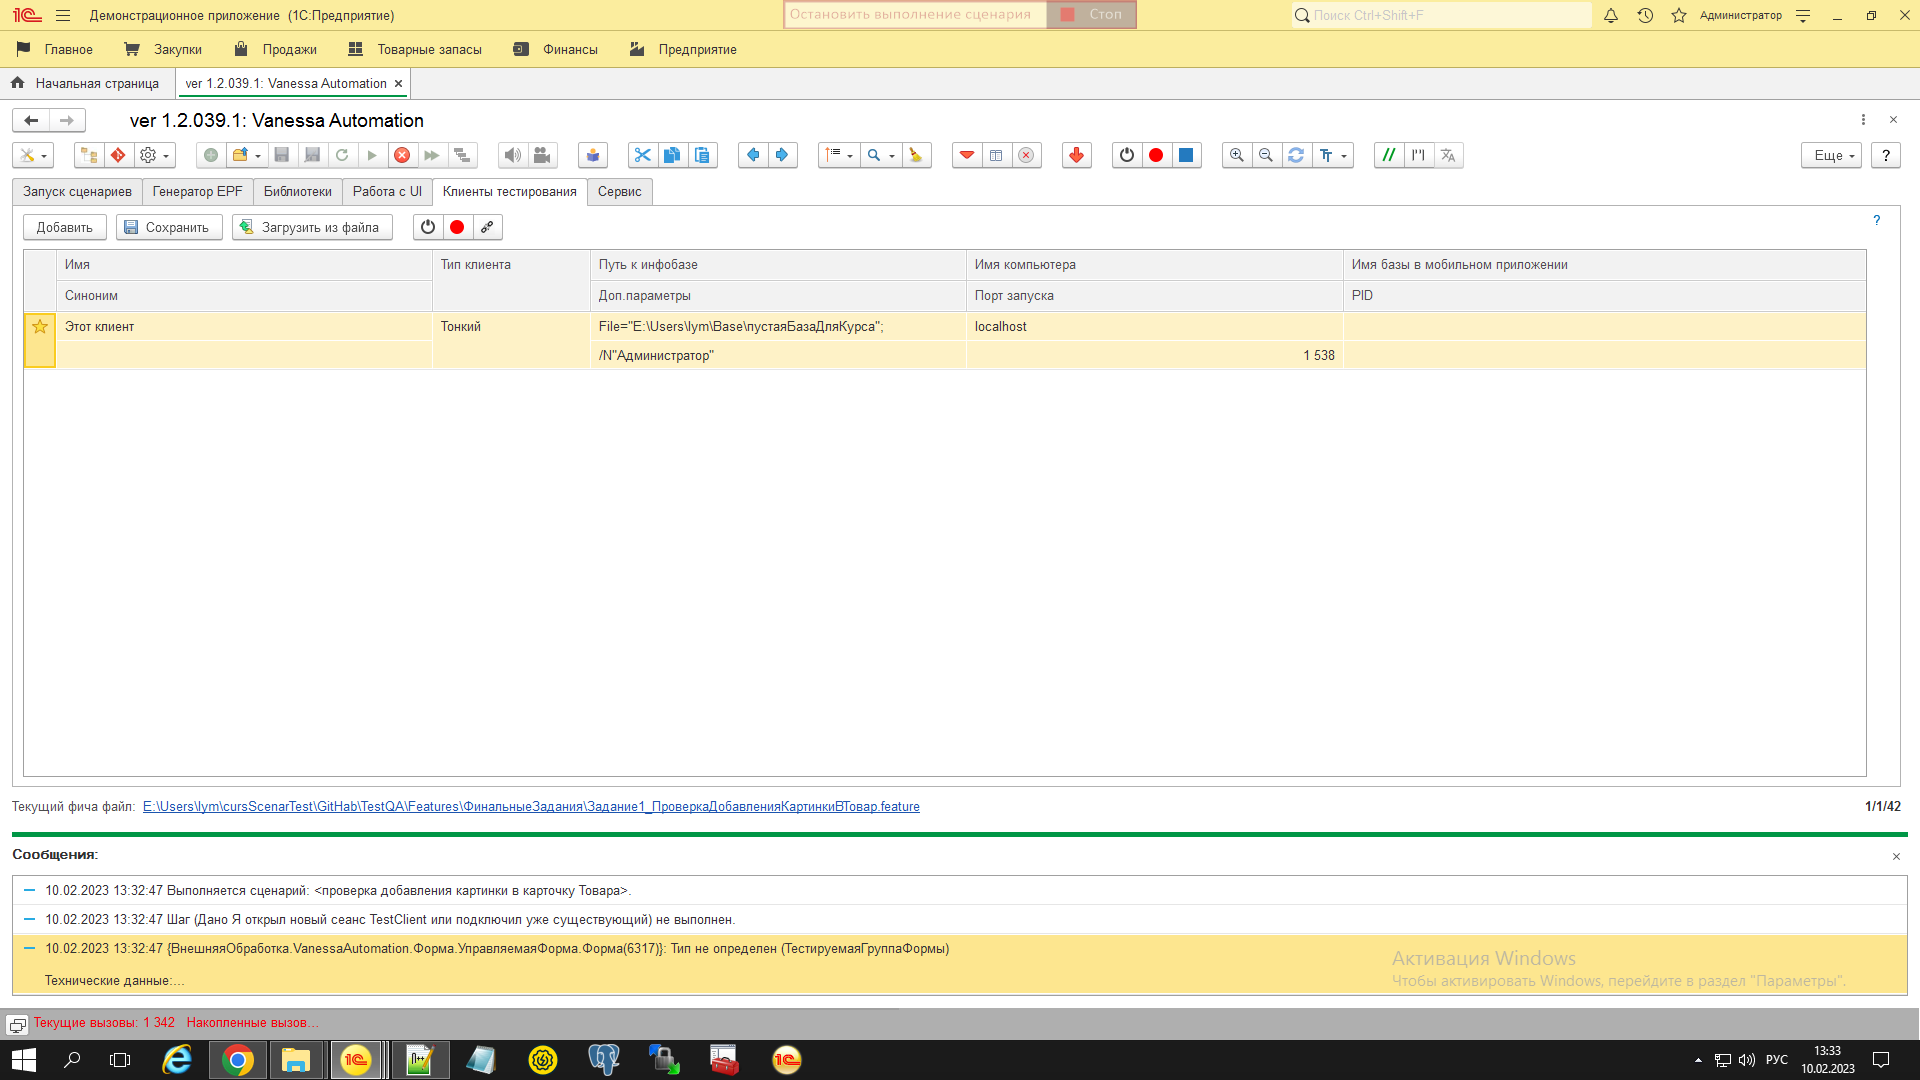 Демонстрационное приложение (1С:Предприятие)
Остановить выполнение сценария
Стоп
Поиск Ctrl+Shift+F
Администратор
Главное
Закупки
Продажи
Товарные запасы
Финансы
Предприятие
Начальная страница
ver 1.2.039.1: Vanessa Automation
ver 1.2.039.1: Vanessa Automation
Еще
?
Запуск сценариев
Генератор EPF
Библиотеки
Работа с UI
Клиенты тестирования
Сервис
Добавить
Сохранить
Загрузить из файла
?
Имя
Тип клиента
Путь к инфобазе
Имя компьютера
Имя базы в мобильном приложении
Синоним
Доп.параметры
Порт запуска
PID
Этот клиент
Тонкий
File="E:\Users\lym\Base\пустаяБазаДляКурса";
localhost
/N"Администратор"
1 538
Текущий фича файл: E:\Users\lym\cursScenarTest\GitHab\TestQA\Features\ФинальныеЗадания\Задание1_ПроверкаДобавленияКартинкиВТовар.feature
1/1/42
Сообщения:
10.02.2023 13:32:47 Выполняется сценарий: <проверка добавления картинки в карточку Товара>.
10.02.2023 13:32:47 Шаг (Дано Я открыл новый сеанс TestClient или подключил уже существующий) не выполнен.
10.02.2023 13:32:47 {ВнешняяОбработка.VanessaAutomation.Форма.УправляемаяФорма.Форма(6317)}: Тип не определен (ТестируемаяГруппаФормы)
Технические данные:...
Активация Windows
Чтобы активировать Windows, перейдите в раздел "Параметры".
Текущие вызовы: 1 342 Накопленные вызов...
РУС
13:33
10.02.2023